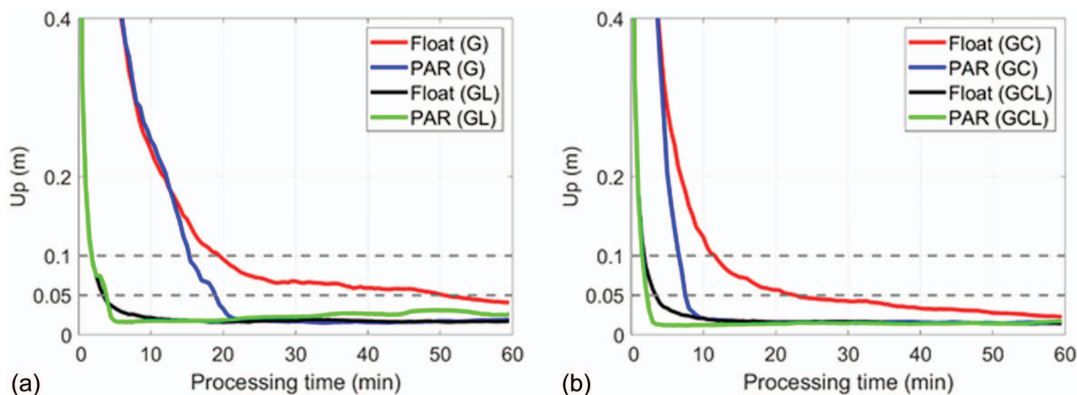 0.4
0.2
0.1
0.05
0
Up (m)
Float (G)
PAR (G)
Float (GL)
PAR (GL)
0 10 20 30 40 50 60
Processing time (min)
(a)
0.4
0.2
0.1
0.05
0
Up (m)
Float (GC)
PAR (GC)
Float (GCL)
PAR (GCL)
0 10 20 30 40 50 60
Processing time (min)
(b)